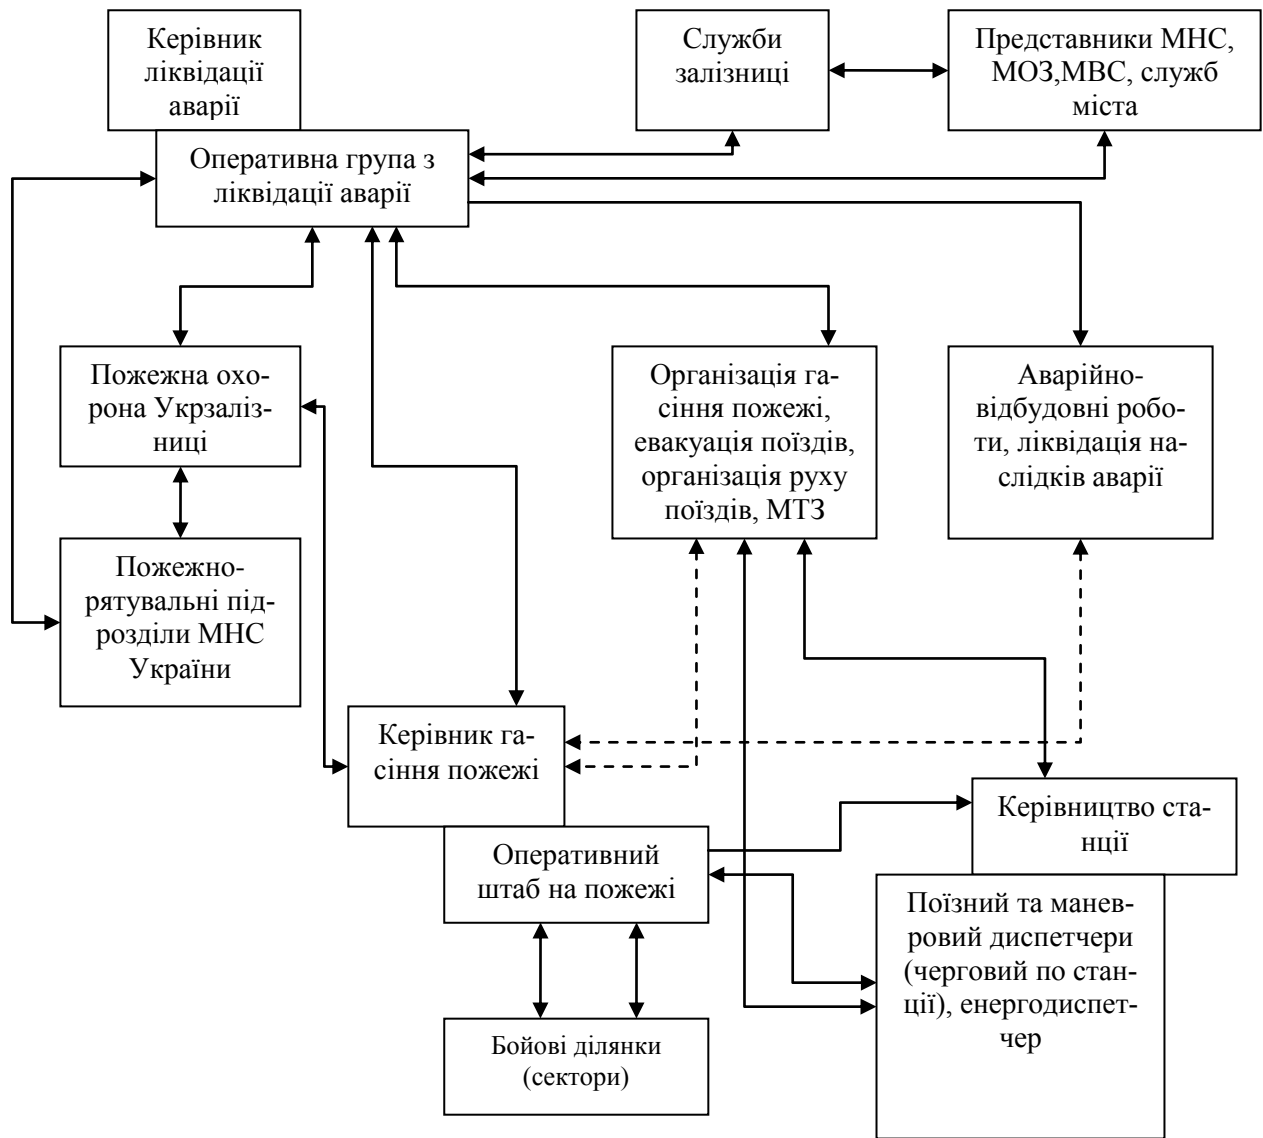 Керівник
ліквідації
аварії
Служби
залізниці
Представники МНС,
МОЗ,МВС, служб
міста
Оперативна група з
ліквідації аварії
Пожежна охо-
рона Укрзаліз-
ниці
Організація га-
сіння пожежі,
евакуація поїздів,
організація руху
поїздів, МТЗ
Аварійно-
відбудовні робо-
ти, ліквідація на-
слідків аварії
Пожежно-
рятувальні під-
розділи МНС
України
Керівник га-
сіння пожежі
Керівництво ста-
нції
Оперативний
штаб на пожежі
Поїзний та манев-
ровий диспетчери
(черговий по стан-
ції), енергодиспет-
чер
Бойові ділянки
(сектори)